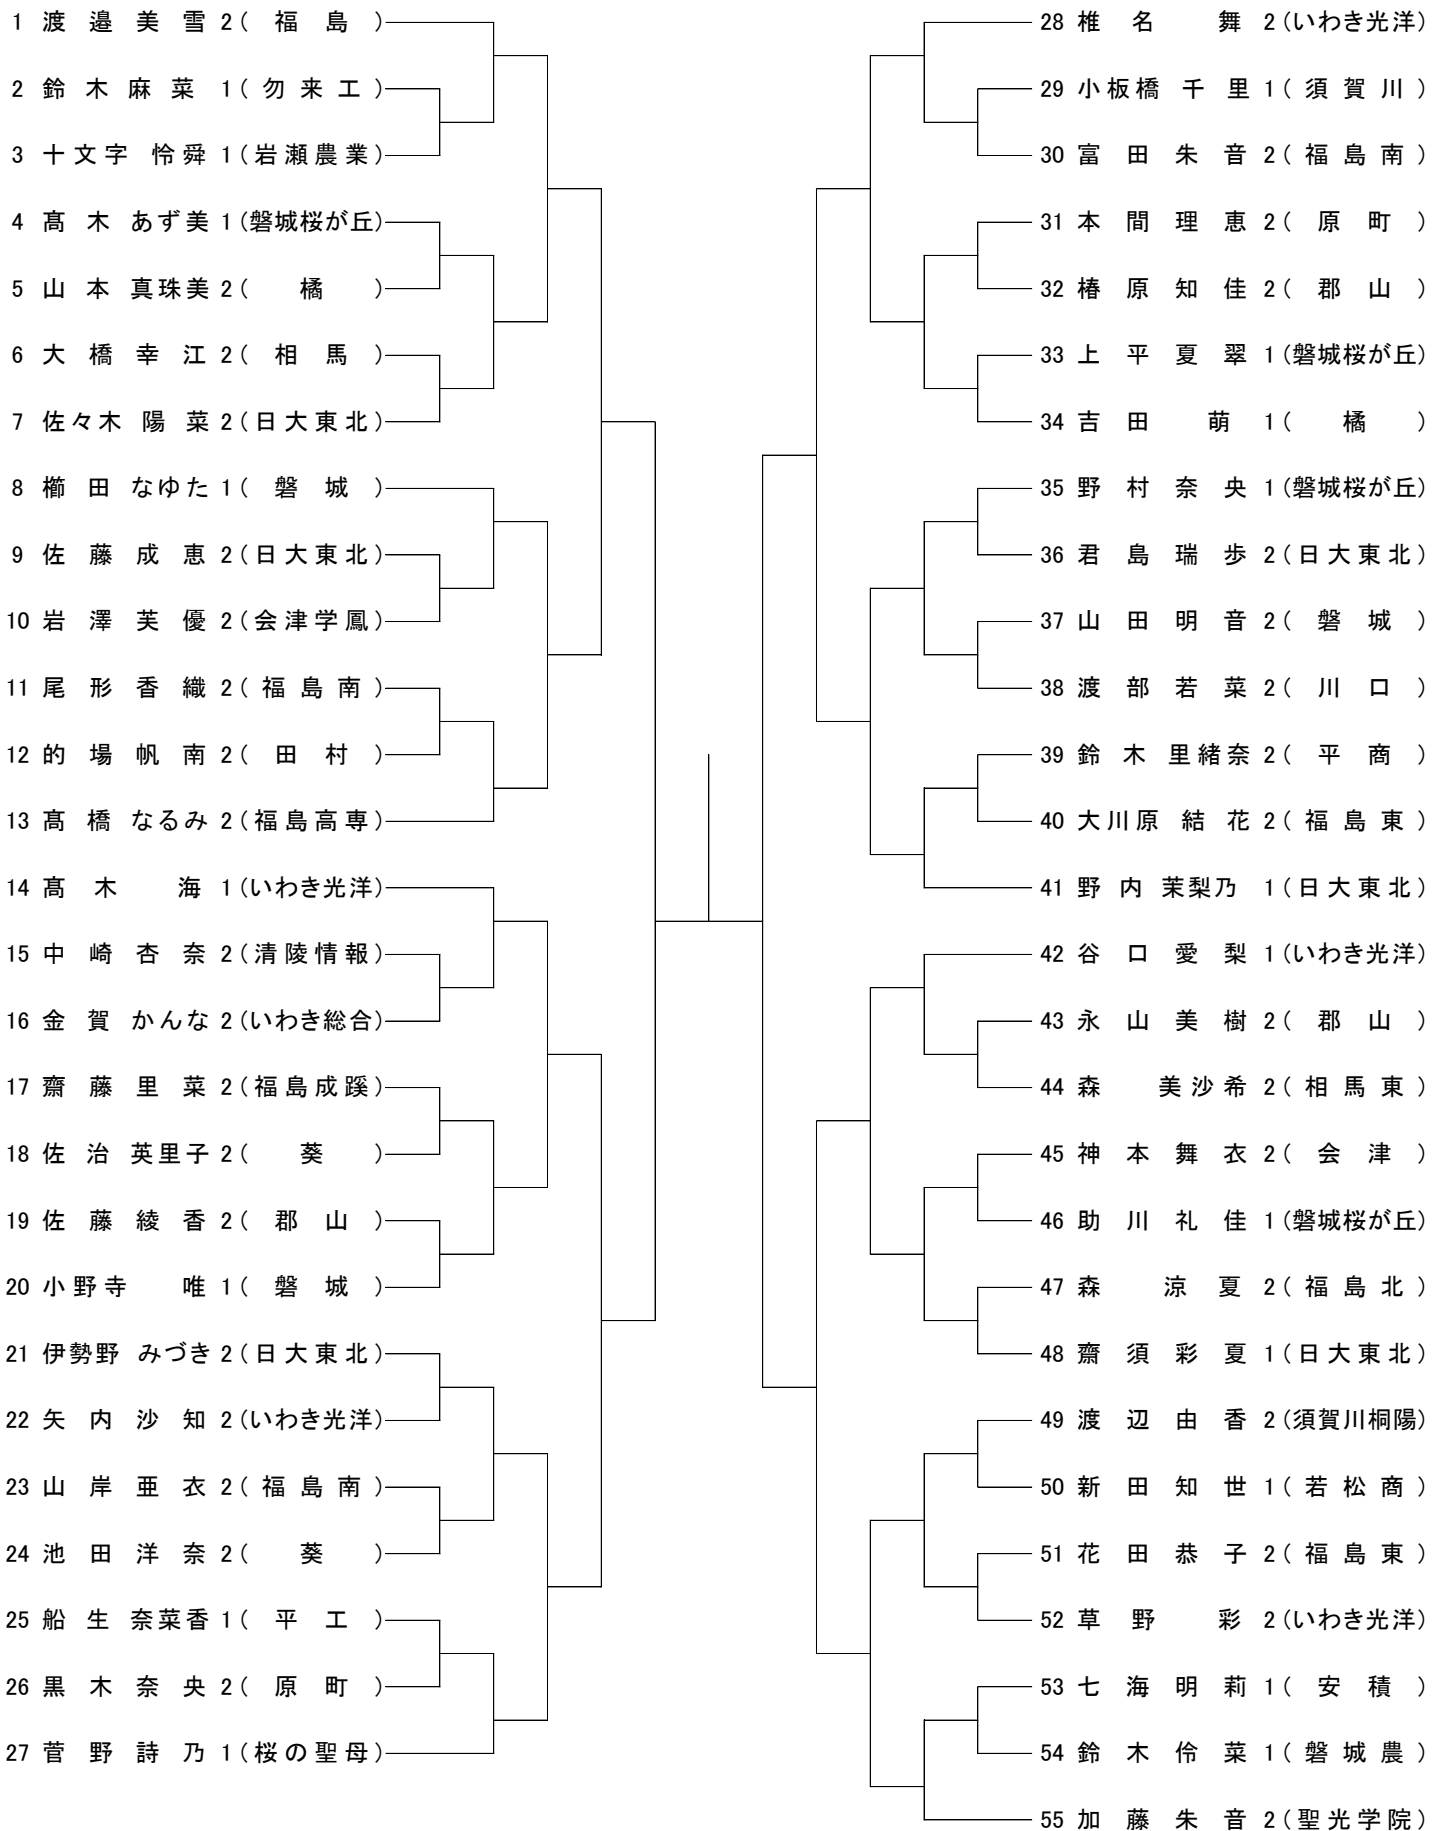 1 渡邉美雪 2(福島)
2 鈴木麻菜 1(勿来工)
3 十文字 怜舜 1(岩瀬農業)
4 髙木 あず美 1(磐城桜が丘)
5 山本 真珠美 2(橘)
6 大橋幸江 2(相馬)
7 佐々木 陽菜 2(日大東北)
8 櫛田 なゆた 1(磐城)
9 佐藤成恵 2(日大東北)
10 岩澤芙優 2(会津学鳳)
11 尾形香織 2(福島南)
12 的場帆南 2(田村)
13 髙橋 なるみ 2(福島高専)
14 髙木 海 1(いわき光洋)
15 中崎杏奈 2(清陵情報)
16 金賀 かんな 2(いわき総合)
17 齋藤里菜 2(福島成蹊)
18 佐治 英里子 2(葵)
19 佐藤綾香 2(郡山)
20 小野寺 唯 1(磐城)
21 伊勢野 みづき 2(日大東北)
22 矢内沙知 2(いわき光洋)
23 山岸亜衣 2(福島南)
24 池田洋奈 2(葵)
25 船生 奈菜香 1(平工)
26 黒木奈央 2(原町)
27 菅野詩乃 1(桜の聖母)
28 椎名 舞 2(いわき光洋)
29 小板橋 千里 1(須賀川)
30 富田朱音 2(福島南)
31 本間理恵 2(原町)
32 椿原知佳 2(郡山)
33 上平夏翠 1(磐城桜が丘)
34 吉田 萌 1(橘)
35 野村奈央 1(磐城桜が丘)
36 君島瑞歩 2(日大東北)
37 山田明音 2(磐城)
38 渡部若菜 2(川口)
39 鈴木 里緒奈 2(平商)
40 大川原 結花 2(福島東)
41 野内 茉梨乃 1(日大東北)
42 谷口愛梨 1(いわき光洋)
43 永山美樹 2(郡山)
44 森 美沙希 2(相馬東)
45 神本舞衣 2(会津)
46 助川礼佳 1(磐城桜が丘)
47 森 涼夏 2(福島北)
48 齋須彩夏 1(日大東北)
49 渡辺由香 2(須賀川桐陽)
50 新田知世 1(若松商)
51 花田恭子 2(福島東)
52 草野 彩 2(いわき光洋)
53 七海明莉 1(安積)
54 鈴木伶菜 1(磐城農)
55 加藤朱音 2(聖光学院)